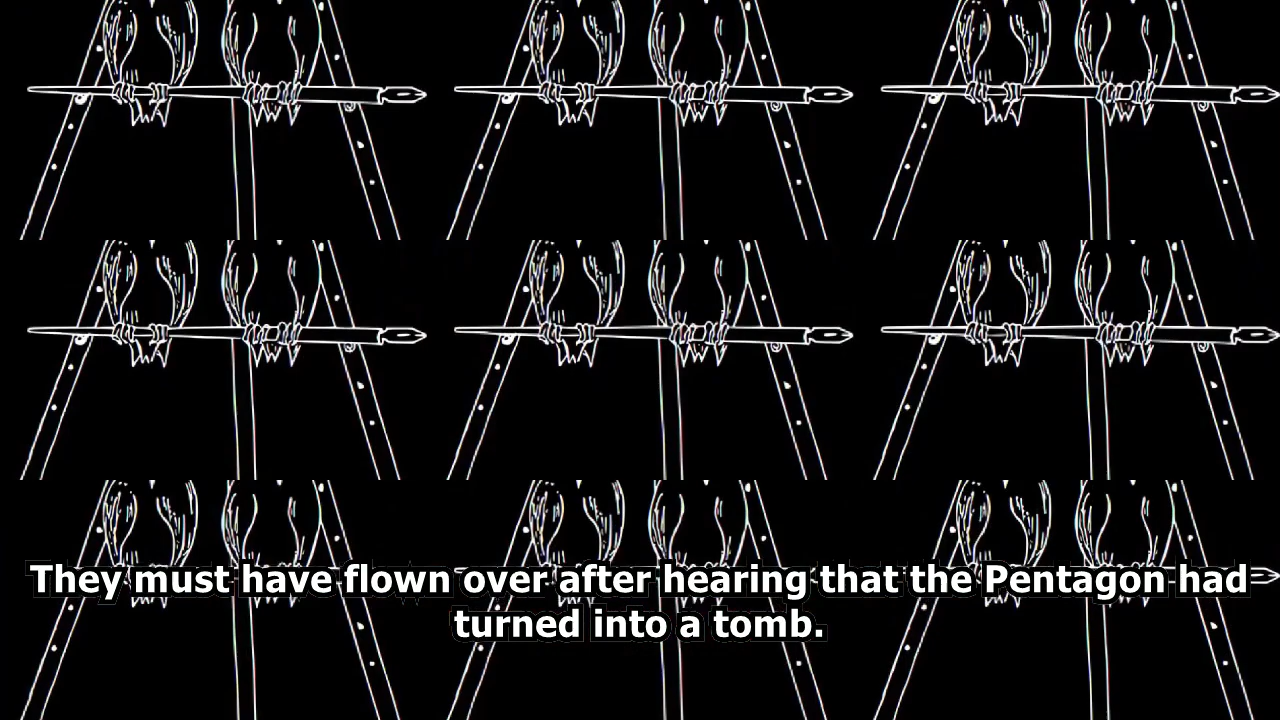 They must have flown over after hearing that the Pentagon had
turned into a tomb.